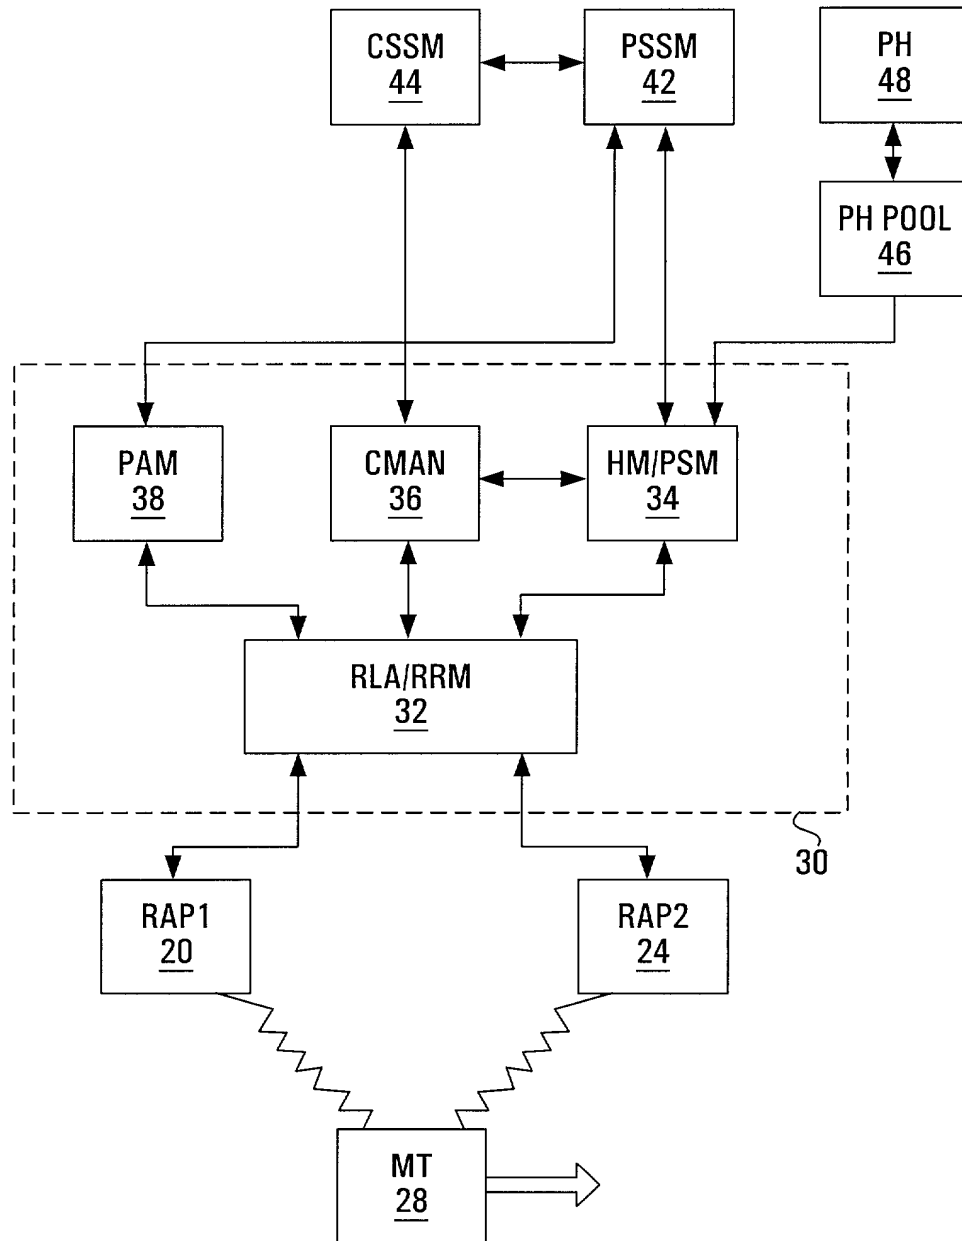 CSSM
44
PSSM
42
PH
48
PH POOL
46
PAM
38
CMAN
36
HM/PSM
34
RLA/RRM
32
30
RAP1
20
RAP2
24
MT
28